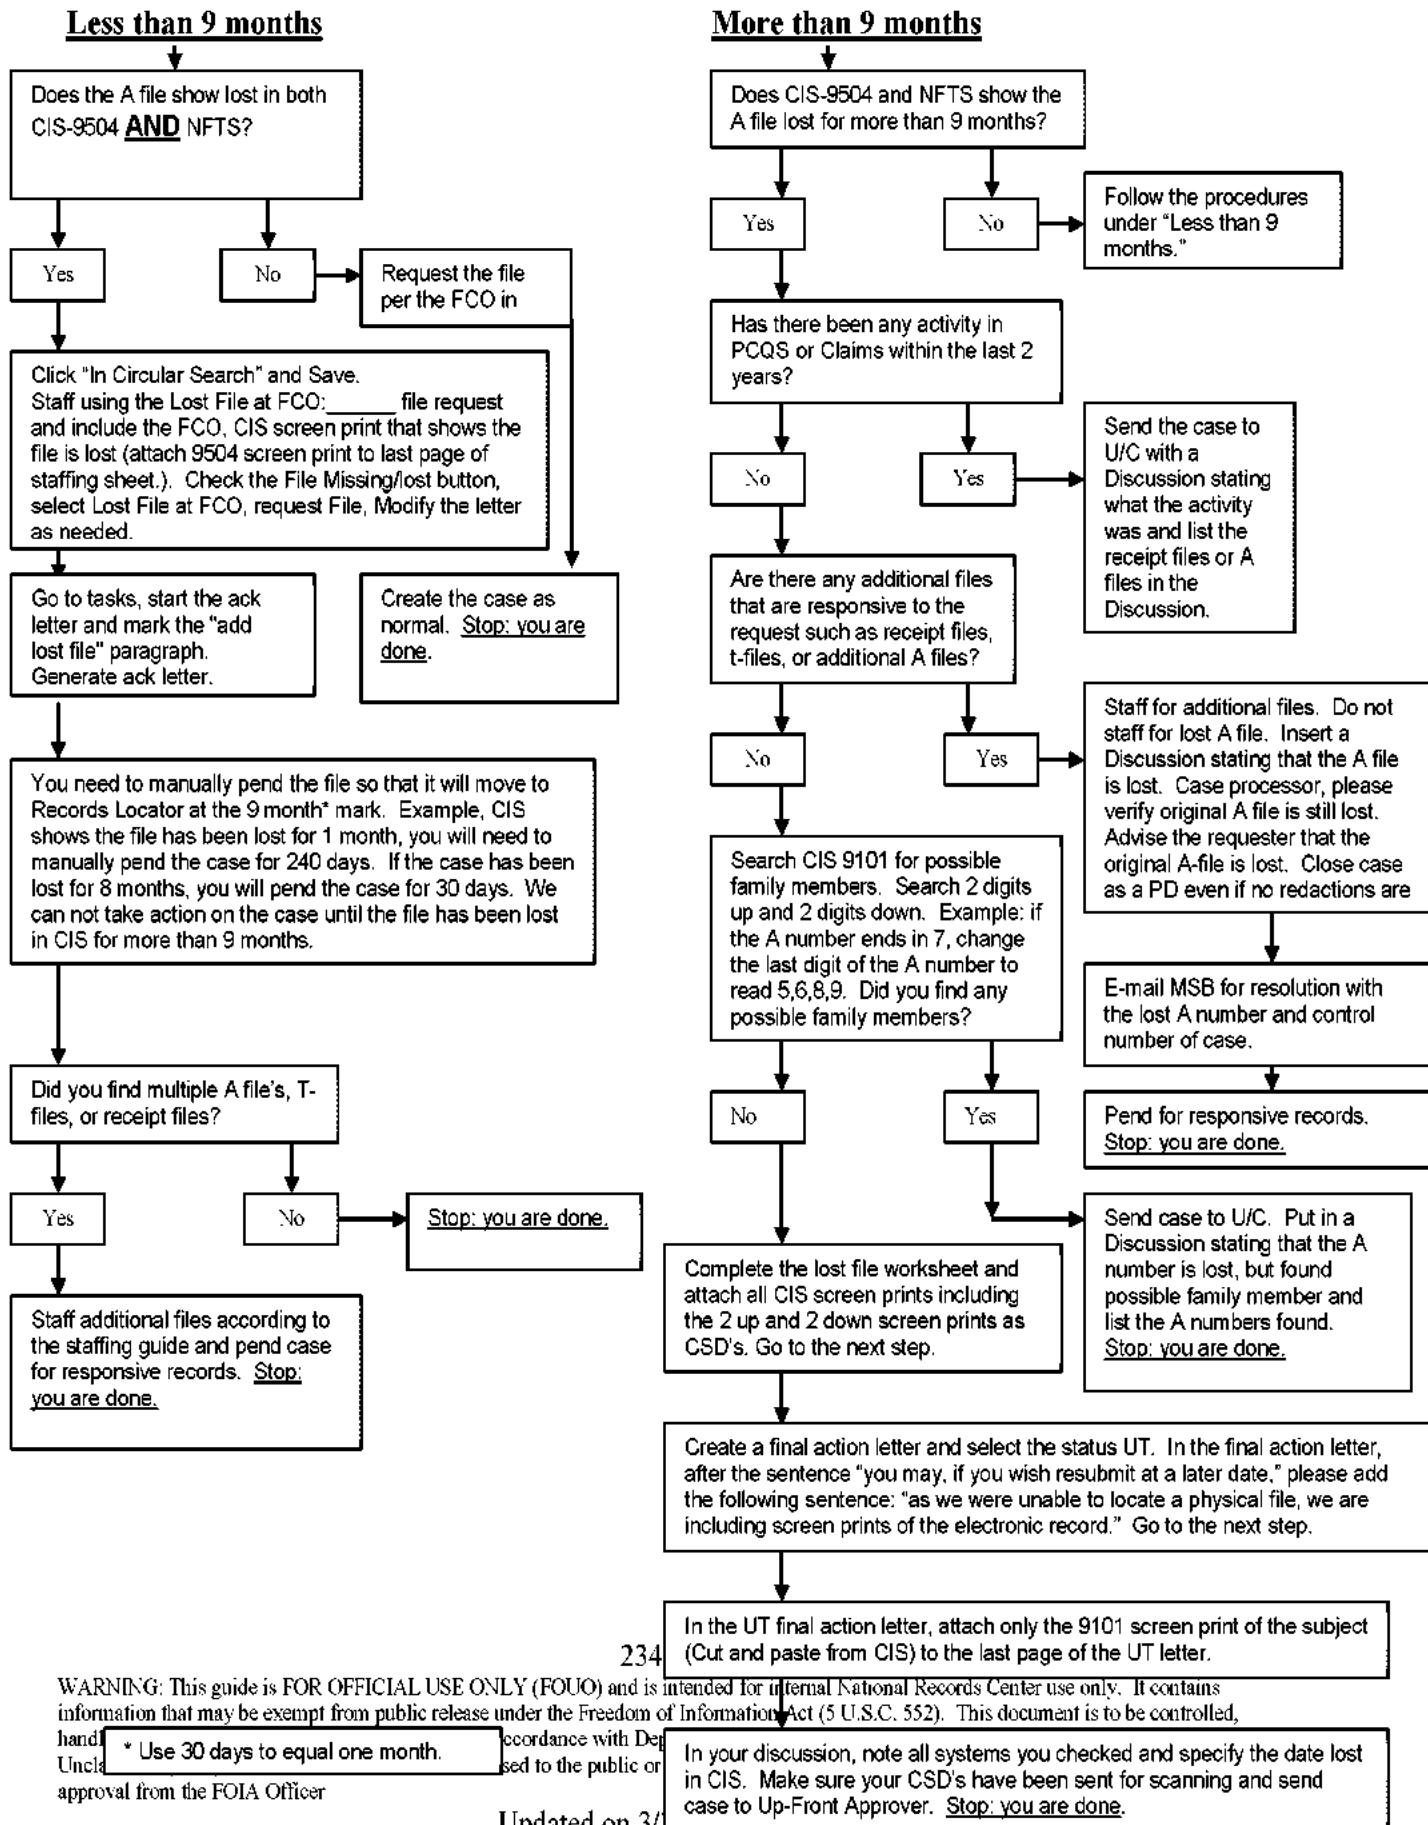 Less than 9 months
Does the A file show lost in both
CIS-9504 AND NFTS?
Yes
No
Request the file
per the FCO in
Click "In Circular Search" and Save.
Staff using the Lost File at FCO:______ file request
and include the FCO, CIS screen print that shows the
file is lost (attach 9504 screen print to last page of
staffing sheet.). Check the File Missing/lost button,
select Lost File at FCO, request File, Modify the letter
as needed.
Go to tasks, start the ack
letter and mark the "add
lost file" paragraph.
Generate ack letter.
Create the case as
normal. Stop: you are
done.
You need to manually pend the file so that it will move to
Records Locator at the 9 month* mark. Example, CIS
shows the file has been lost for 1 month, you will need to
manually pend the case for 240 days. If the case has been
lost for 8 months, you will pend the case for 30 days. We
can not take action on the case until the file has been lost
in CIS for more than 9 months.
Did you find multiple A file's, T-
files, or receipt files?
Yes
No
Stop: you are done.
Staff additional files according to
the staffing guide and pend case
for responsive records. Stop:
you are done.
More than 9 months
Does CIS-9504 and NFTS show the
A file lost for more than 9 months?
Yes
No
Follow the procedures
under "Less than 9
months."
Has there been any activity in
PCQS or Claims within the last 2
years?
No
Yes
Send the case to
U/C with a
Discussion stating
what the activity
was and list the
receipt files or A
files in the
Discussion.
Are there any additional files
that are responsive to the
request such as receipt files,
t-files, or additional A files?
No
Yes
Staff for additional files. Do not
staff for lost A file. Insert a
Discussion stating that the A file
is lost. Case processor, please
verify original A file is still lost.
Advise the requester that the
original A-file is lost. Close case
as a PD even if no redactions are
E-mail MSB for resolution with
the lost A number and control
number of case.
Pend for responsive records.
Stop: you are done.
Search CIS 9101 for possible
family members. Search 2 digits
up and 2 digits down. Example: if
the A number ends in 7, change
the last digit of the A number to
read 5,6,8,9. Did you find any
possible family members?
No
Yes
Send case to U/C. Put in a
Discussion stating that the A
number is lost, but found
possible family member and
list the A numbers found.
Stop: you are done.
Complete the lost file worksheet and
attach all CIS screen prints including
the 2 up and 2 down screen prints as
CSD's. Go to the next step.
Create a final action letter and select the status UT. In the final action letter,
after the sentence "you may, if you wish resubmit at a later date," please add
the following sentence: "as we were unable to locate a physical file, we are
including screen prints of the electronic record." Go to the next step.
In the UT final action letter, attach only the 9101 screen print of the subject
(Cut and paste from CIS) to the last page of the UT letter.
234
WARNING: This guide is FOR OFFICIAL USE ONLY (FOUO) and is intended for internal National Records Center use only. It contains
information that may be exempt from public release under the Freedom of Information Act (5 U.S.C. 552). This document is to be controlled,
handl ccordance with Dep
Uncla sed to the public or
approval from the FOIA Officer
* Use 30 days to equal one month.
In your discussion, note all systems you checked and specify the date lost
in CIS. Make sure your CSD's have been sent for scanning and send
case to Up-Front Approver. Stop: you are done.
Updated on 3/